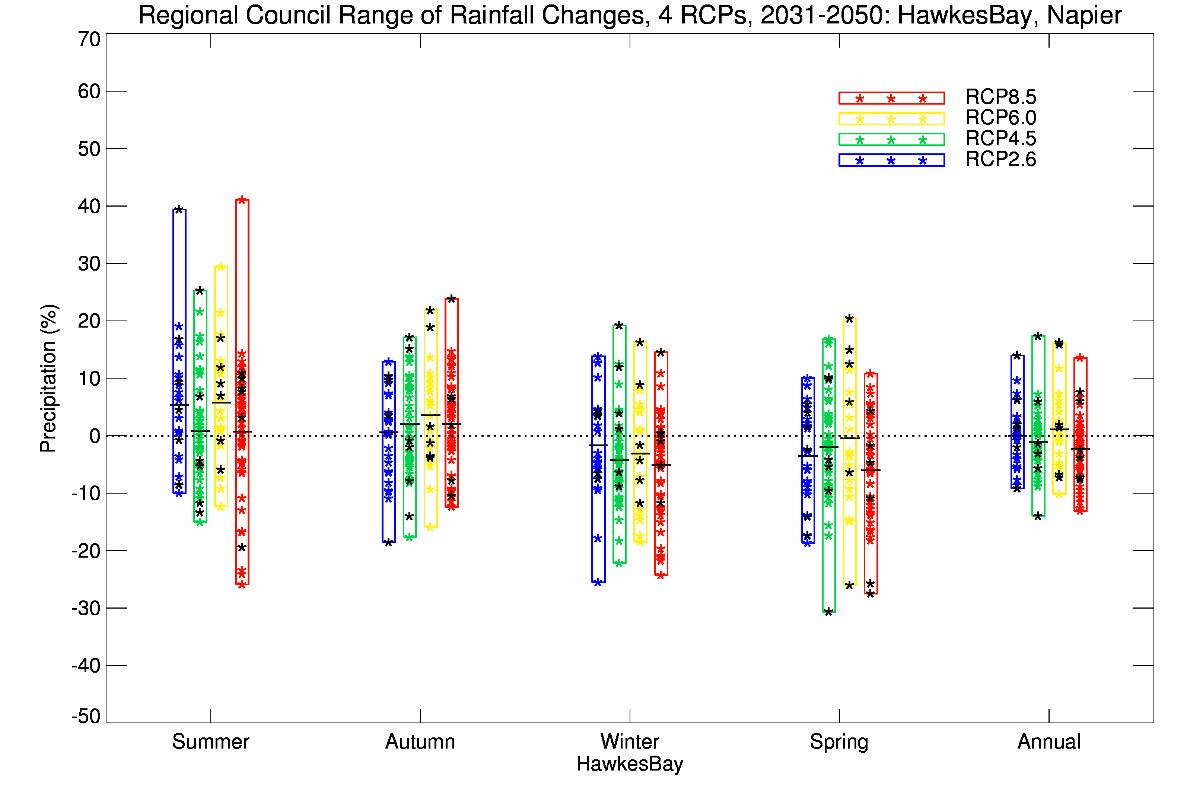 Regional Council Range of Rainfall Changes, 4 RCPs, 2031-2050: HawkesBay, Napier
70
60
50
40
30
20
10
0
-10
-20
-30
-40
-50
Precipitation (%)
RCP8.5
RCP6.0
RCP4.5
RCP2.6
Summer
Autumn
Winter
Spring
Annual
HawkesBay